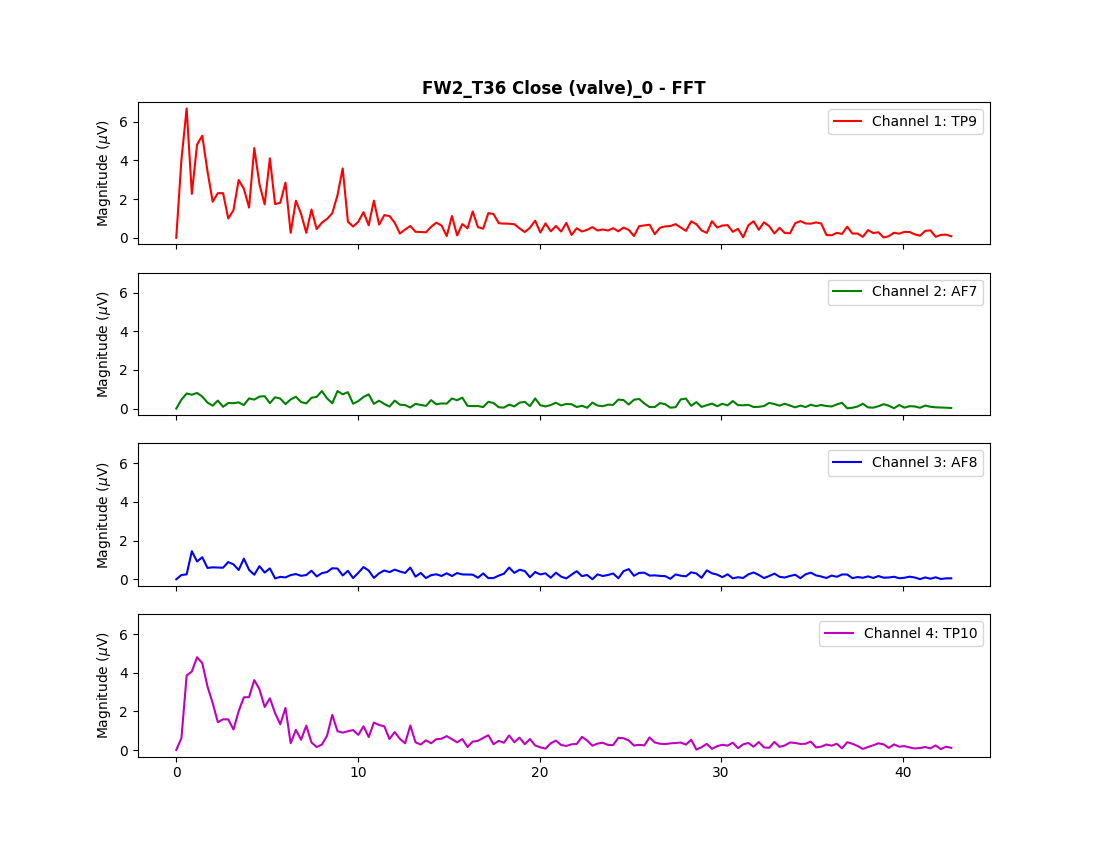 FW2_T36 Close (valve)_0 - FFT
Magnitude (μV)
6
4
2
0
Channel 1: TP9
Magnitude (μV)
6
4
2
0
Channel 2: AF7
Magnitude (μV)
6
4
2
0
Channel 3: AF8
Magnitude (μV)
6
4
2
0
Channel 4: TP10
0 10 20 30 40